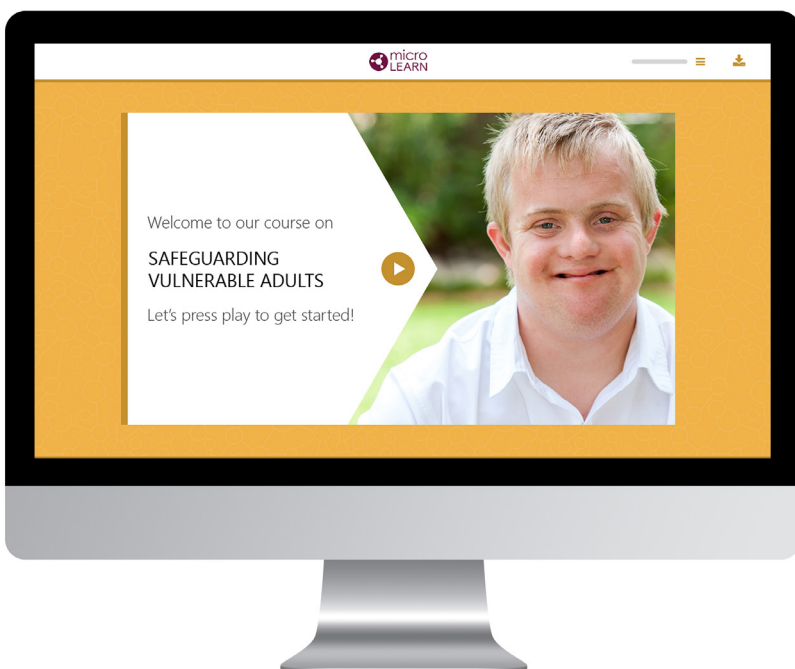 micro
LEARN
Welcome to our course on
SAFEGUARDING
VULNERABLE ADULTS
Let's press play to get started!